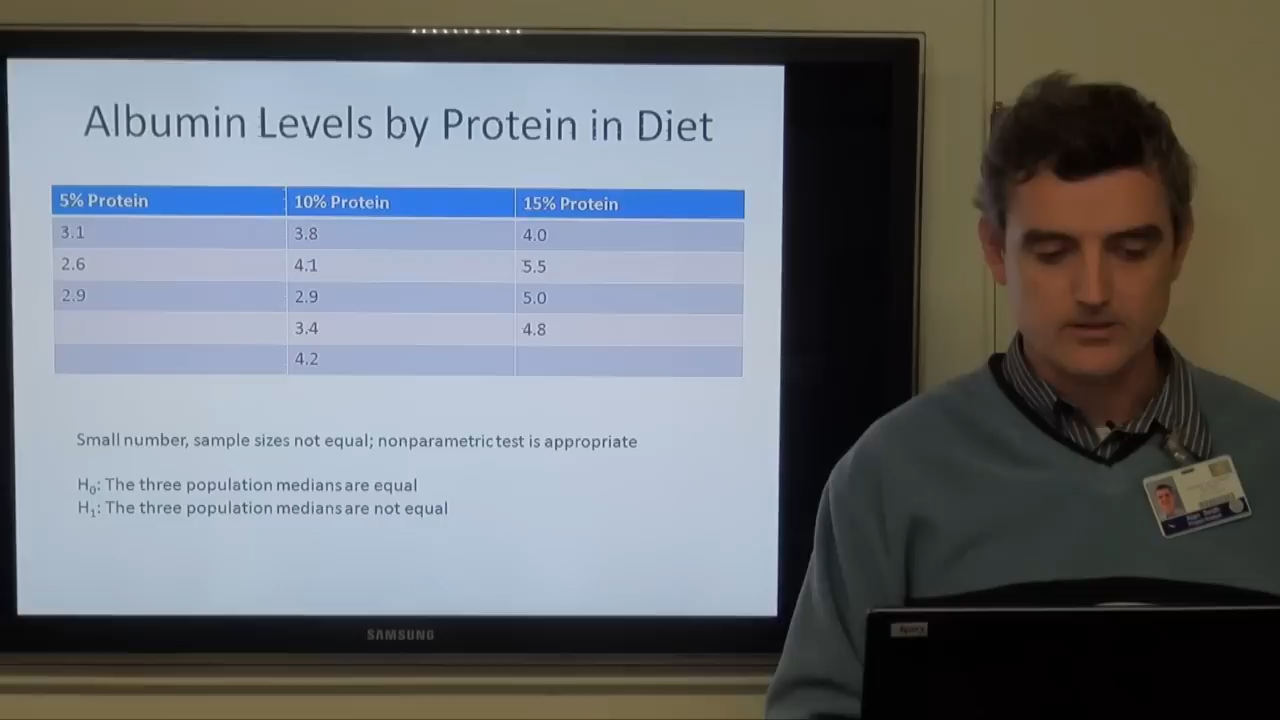 Albumin Levels by Protein in Diet
5% Protein 10% Protein 15% Protein
3.1 3.8 4.0
2.6 4.1 5.5
2.9 2.9 5.0
3.4 4.8
4.2
Small number, sample sizes not equal; nonparametric test is appropriate
H₀: The three population medians are equal
H₁: The three population medians are not equal
SAMSUNG